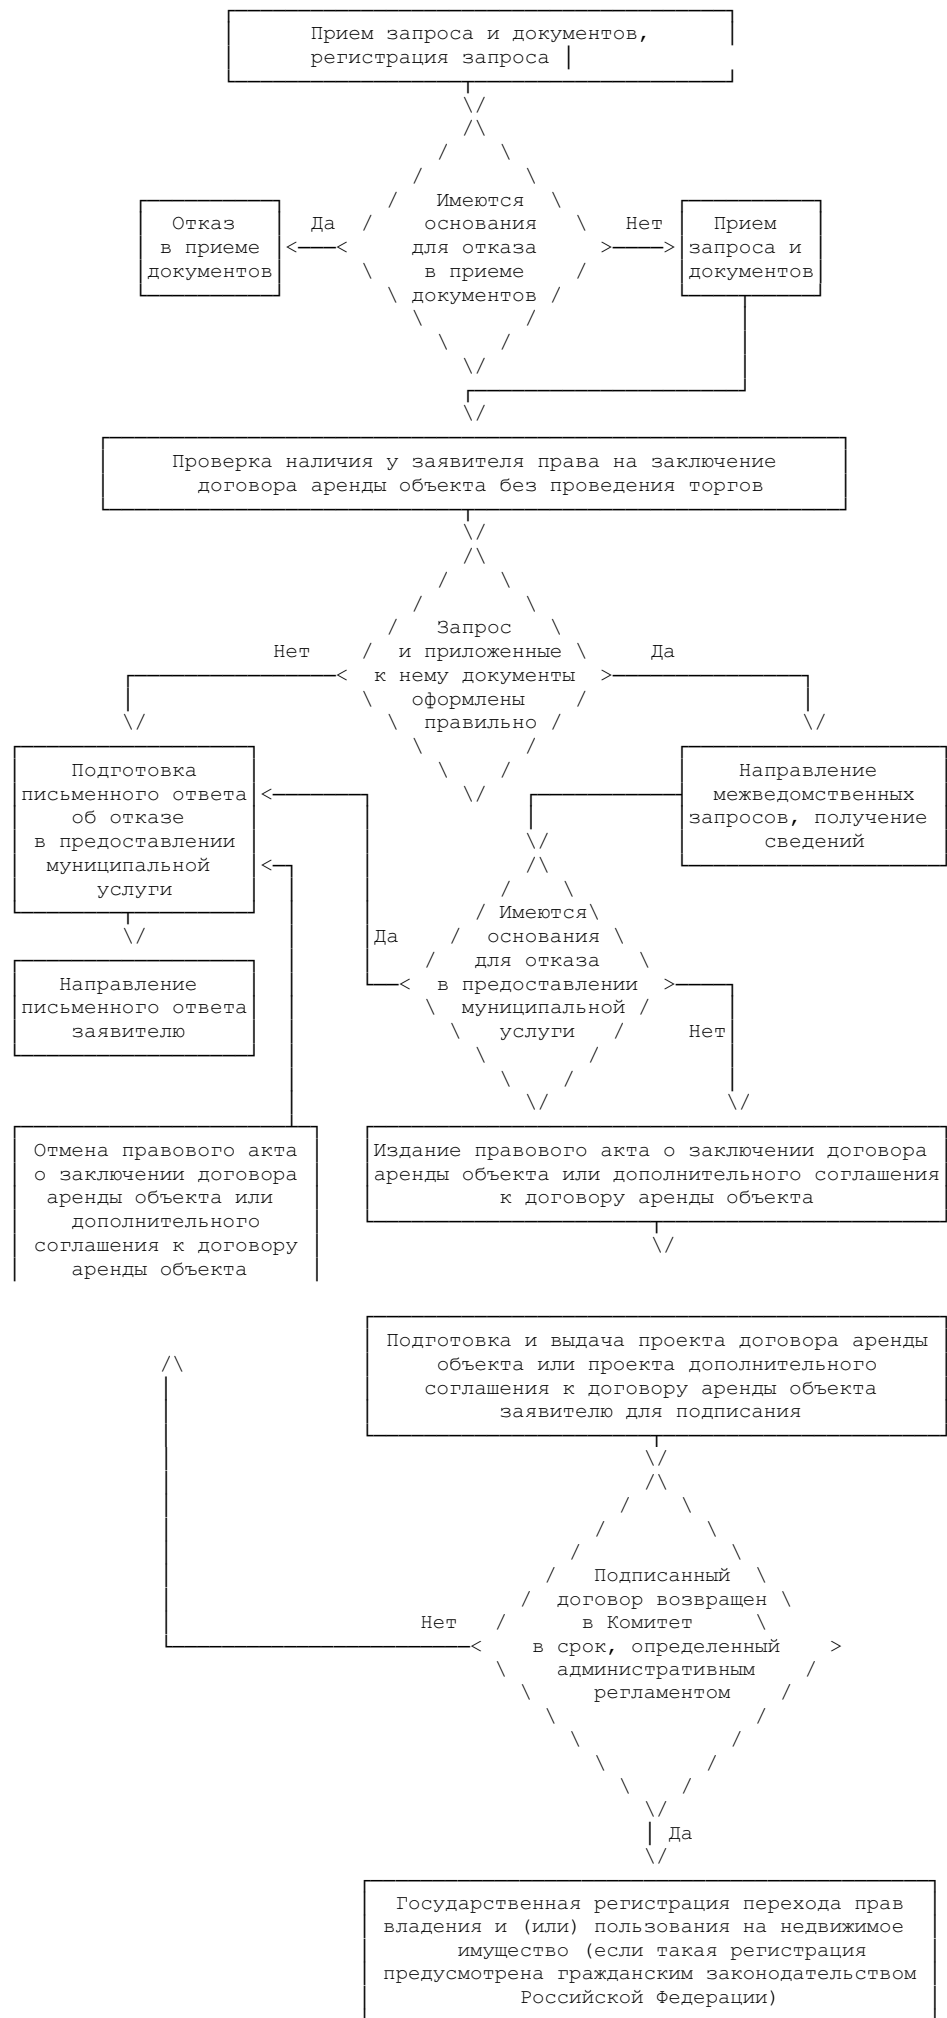 Прием запроса и документов,
регистрация запроса
Имеются
основания
для отказа
в приеме
документов
Да
Отказ
в приеме
документов
Нет
Прием
запроса и
документов
Проверка наличия у заявителя права на заключение
договора аренды объекта без проведения торгов
Запрос
и приложенные
к нему документы
оформлены
правильно
Нет
Да
Подготовка
письменного ответа
об отказе
в предоставлении
муниципальной
услуги
Направление
межведомственных
запросов, получение
сведений
Имеются
основания
для отказа
в предоставлении
муниципальной
услуги
Да
Нет
Направление
письменного ответа
заявителю
Отмена правового акта
о заключении договора
аренды объекта или
дополнительного
соглашения к договору
аренды объекта
Издание правового акта о заключении договора
аренды объекта или дополнительного соглашения
к договору аренды объекта
Подготовка и выдача проекта договора аренды
объекта или проекта дополнительного
соглашения к договору аренды объекта
заявителю для подписания
Подписанный
договор возвращен
в Комитет
в срок, определенный
административным
регламентом
Нет
Да
Государственная регистрация перехода прав
владения и (или) пользования на недвижимое
имущество (если такая регистрация
предусмотрена гражданским законодательством
Российской Федерации)